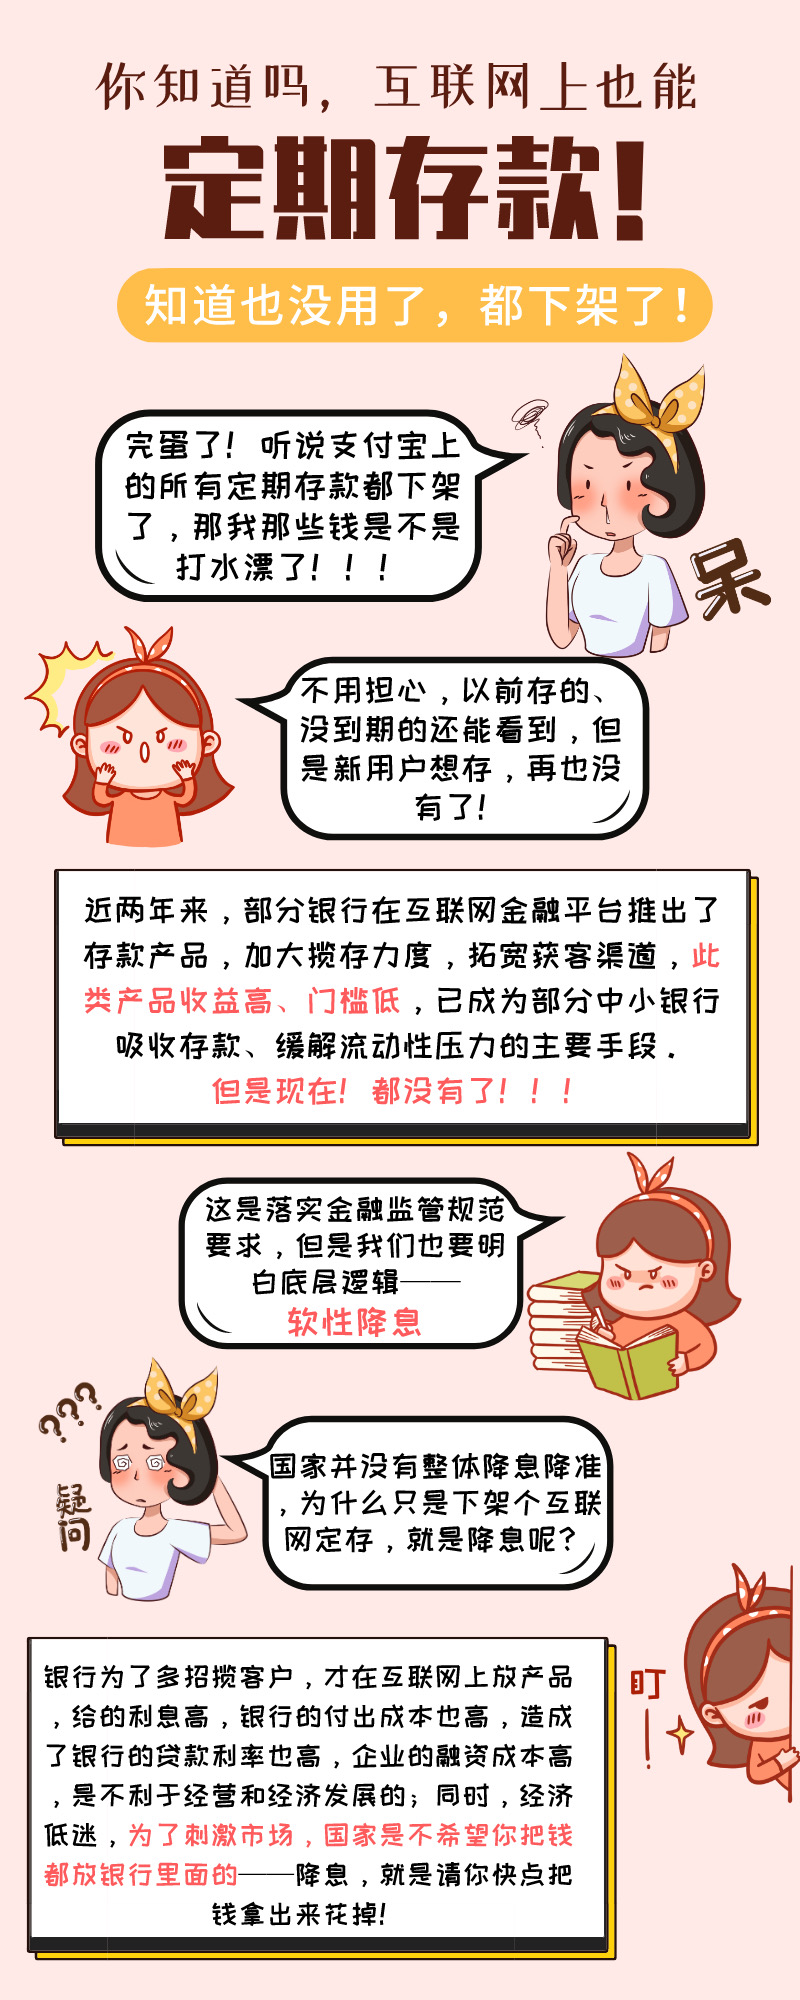 你知道吗，互联网上也能
定期存款！
知道也没用了，都下架了！
完蛋了！听说支付宝上
的所有定期存款都下架
了，那我那些钱是不是
打水漂了！！！
呆
不用担心，以前存的、
没到期的还能看到，但
是新用户想存，再也没
有了！
近两年来，部分银行在互联网金融平台推出了
存款产品，加大揽存力度，拓宽获客渠道，此
类产品收益高、门槛低，已成为部分中小银行
吸收存款、缓解流动性压力的主要手段．
但是现在！都没有了！！！
这是落实金融监管规范
要求，但是我们也要明
白底层逻辑——
软性降息
???
疑问
国家并没有整体降息降准
，为什么只是下架个互联
网定存，就是降息呢？
盯
银行为了多招揽客户，才在互联网上放产品
，给的利息高，银行的付出成本也高，造成
了银行的贷款利率也高，企业的融资成本高
，是不利于经营和经济发展的；同时，经济
低迷，为了刺激市场，国家是不希望你把钱
都放银行里面的——降息，就是请你快点把
钱拿出来花掉！